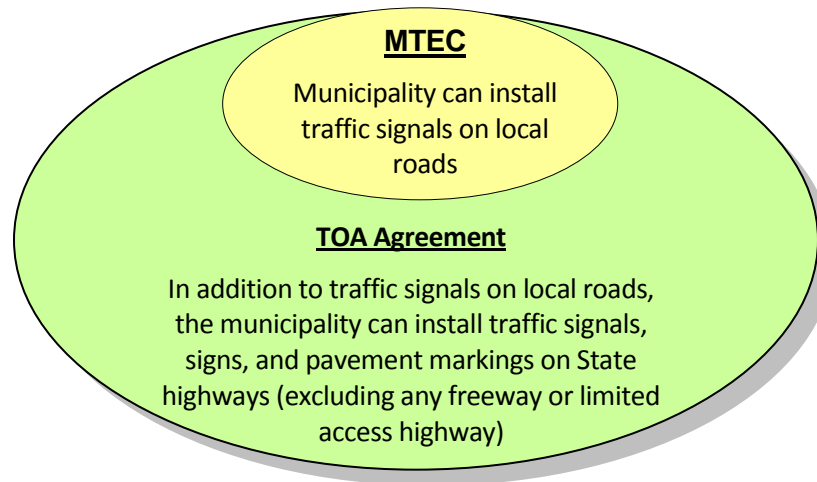 MTEC
Municipality can install
traffic signals on local
roads
TOA Agreement
In addition to traffic signals on local roads,
the municipality can install traffic signals,
signs, and pavement markings on State
highways (excluding any freeway or limited
access highway)